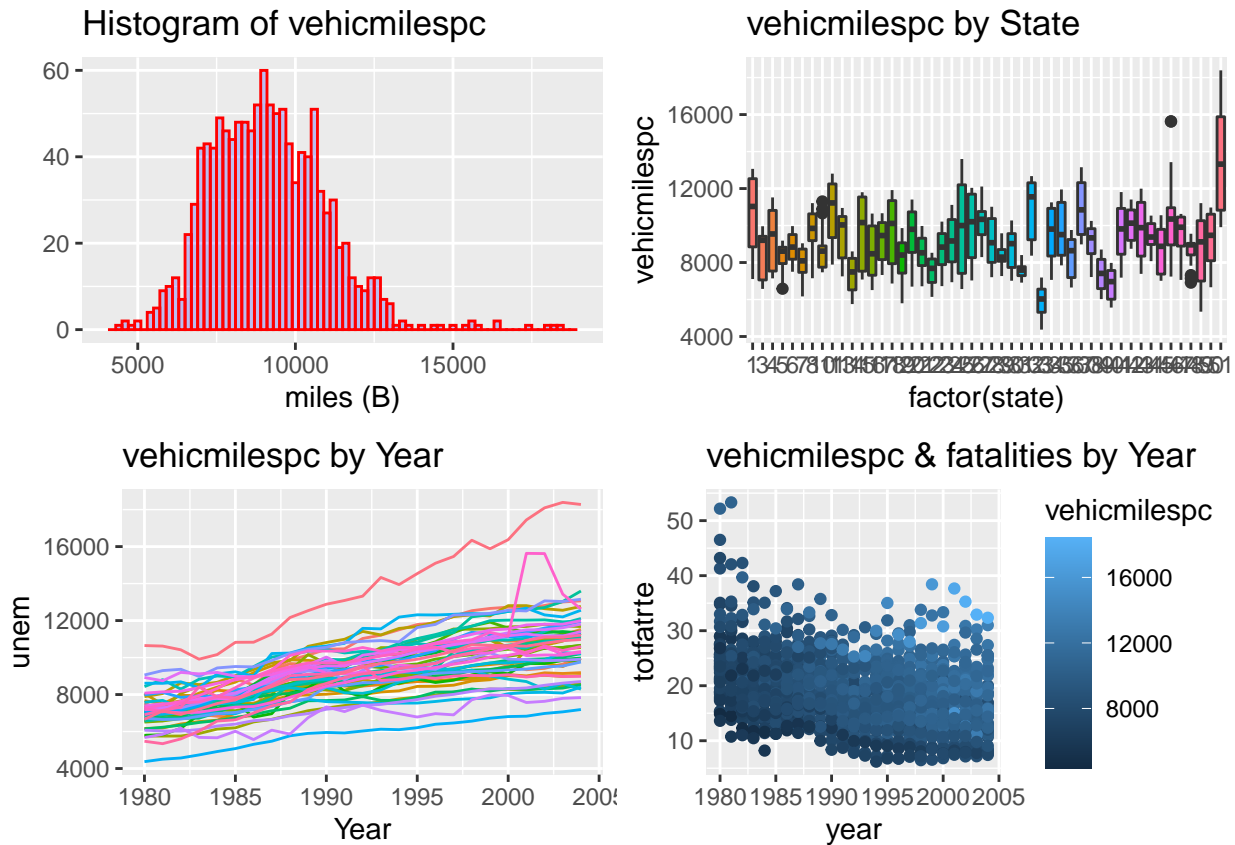 Histogram of vehicmilespc
60
40
20
0
5000 10000 15000
miles (B)
vehicmilespc by State
vehicmilespc
16000
12000
8000
4000
factor(state)
vehicmilespc by Year
unem
16000
12000
8000
4000
1980 1985 1990 1995 2000 2005
Year
vehicmilespc & fatalities by Year
totfatrte
50
40
30
20
10
1980 1985 1990 1995 2000 2005
year
vehicmilespc
16000
12000
8000